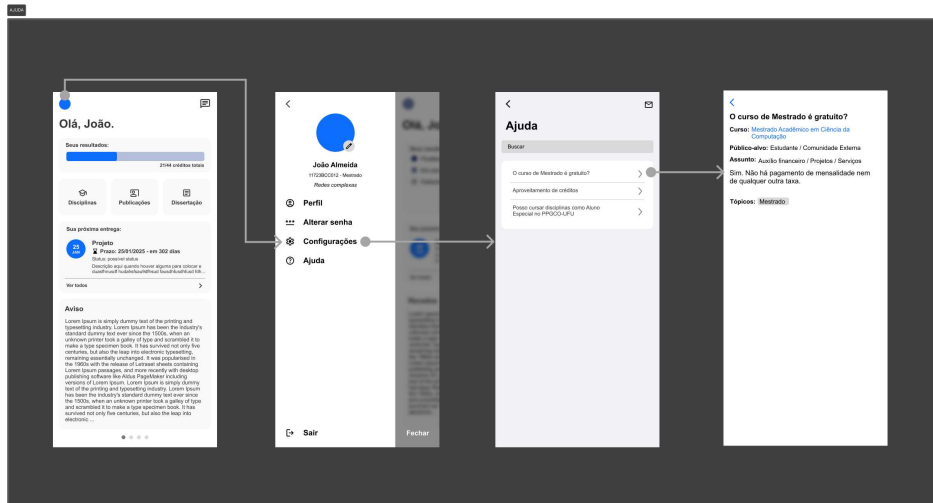 AJUDA
Olá, João.
Seus resultados:
21/44 créditos totais
Disciplinas
Publicações
Dissertação
Sua próxima entrega:
25
JAN
Projeto
Prazo: 25/01/2025 - em 302 dias
Status: possível status
Descrição aqui quando houver alguma para colocar e
Ver todos
Aviso
Lorem Ipsum is simply dummy text of the printing and
typesetting industry. Lorem Ipsum has been the industry's
standard dummy text ever since the 1500s, when an
unknown printer took a galley of type and scrambled it to
make a type specimen book. It has survived not only five
centuries, but also the leap into electronic typesetting,
remaining essentially unchanged. It was popularised in
the 1960s with the release of Letraset sheets containing
Lorem Ipsum passages, and more recently with desktop
publishing software like Aldus PageMaker including
versions of Lorem Ipsum. Lorem Ipsum is simply dummy
text of the printing and typesetting industry. Lorem Ipsum
has been the industry's standard dummy text ever since
the 1500s, when an unknown printer took a galley of type
and scrambled it to make a type specimen book. It has
survived not only five centuries, but also the leap into
electronic ...
João Almeida
11723BCC012 - Mestrado
Redes complexas
Perfil
Alterar senha
Configurações
Ajuda
Sair
Olá, Jo
Fechar
Ajuda
Buscar
O curso de Mestrado é gratuito?
Aproveitamento de créditos
Posso cursar disciplinas como Aluno
Especial no PPGCO-UFU
O curso de Mestrado é gratuito?
Curso: Mestrado Acadêmico em Ciência da
Computação
Público-alvo: Estudante / Comunidade Externa
Assunto: Auxílio financeiro / Projetos / Serviços
Sim. Não há pagamento de mensalidade nem
de qualquer outra taxa.
Tópicos: Mestrado